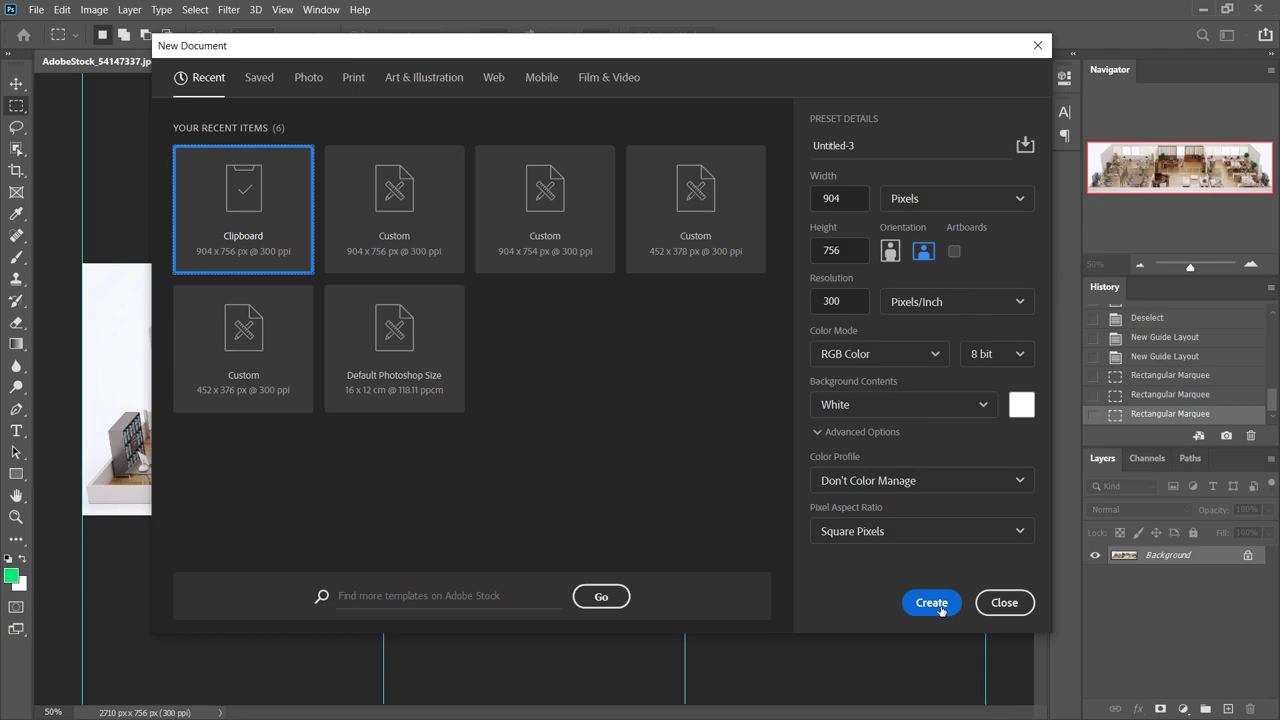 Ps File Edit Image Layer Type Select Filter 3D View Window Help
AdobeStock_54147337.jp
New Document
Recent Saved Photo Print Art & Illustration Web Mobile Film & Video
YOUR RECENT ITEMS (6)
Clipboard
904 x 756 px @ 300 ppi
Custom
904 x 756 px @ 300 ppi
Custom
904 x 754 px @ 300 ppi
Custom
452 x 378 px @ 300 ppi
Custom
452 x 376 px @ 300 ppi
Default Photoshop Size
16 x 12 cm @ 118.11 ppcm
Find more templates on Adobe Stock
Go
PRESET DETAILS
Untitled-3
Width
904 Pixels
Height Orientation Artboards
756
Resolution
300 Pixels/Inch
Color Mode
RGB Color 8 bit
Background Contents
White
Advanced Options
Color Profile
Don't Color Manage
Pixel Aspect Ratio
Square Pixels
Create Close
Navigator
50%
History
Deselect
New Guide Layout
New Guide Layout
Rectangular Marquee
Rectangular Marquee
Rectangular Marquee
Layers Channels Paths
Kind
Normal Opacity: 100%
Lock: Fill: 100%
Background
50% 2710 px x 756 px (300 ppi)